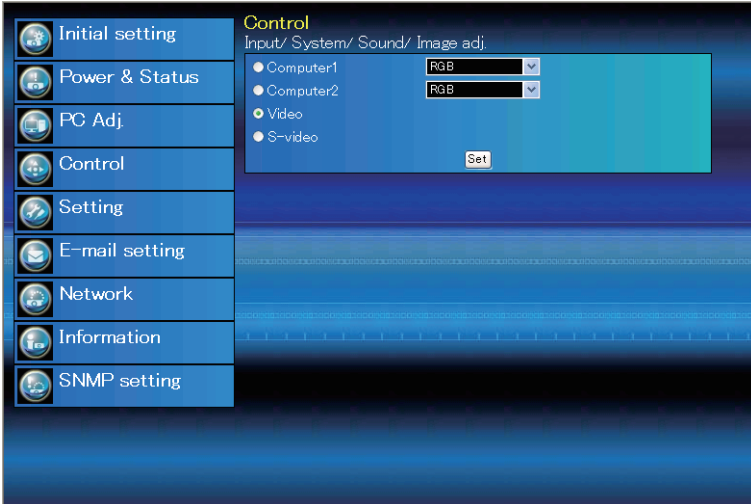 Initial setting
Power & Status
PC Adj.
Control
Setting
E-mail setting
Network
Information
SNMP setting
Control
Input/ System/ Sound/ Image adj.
Computer1 RGB
Computer2 RGB
Video
S-video
Set